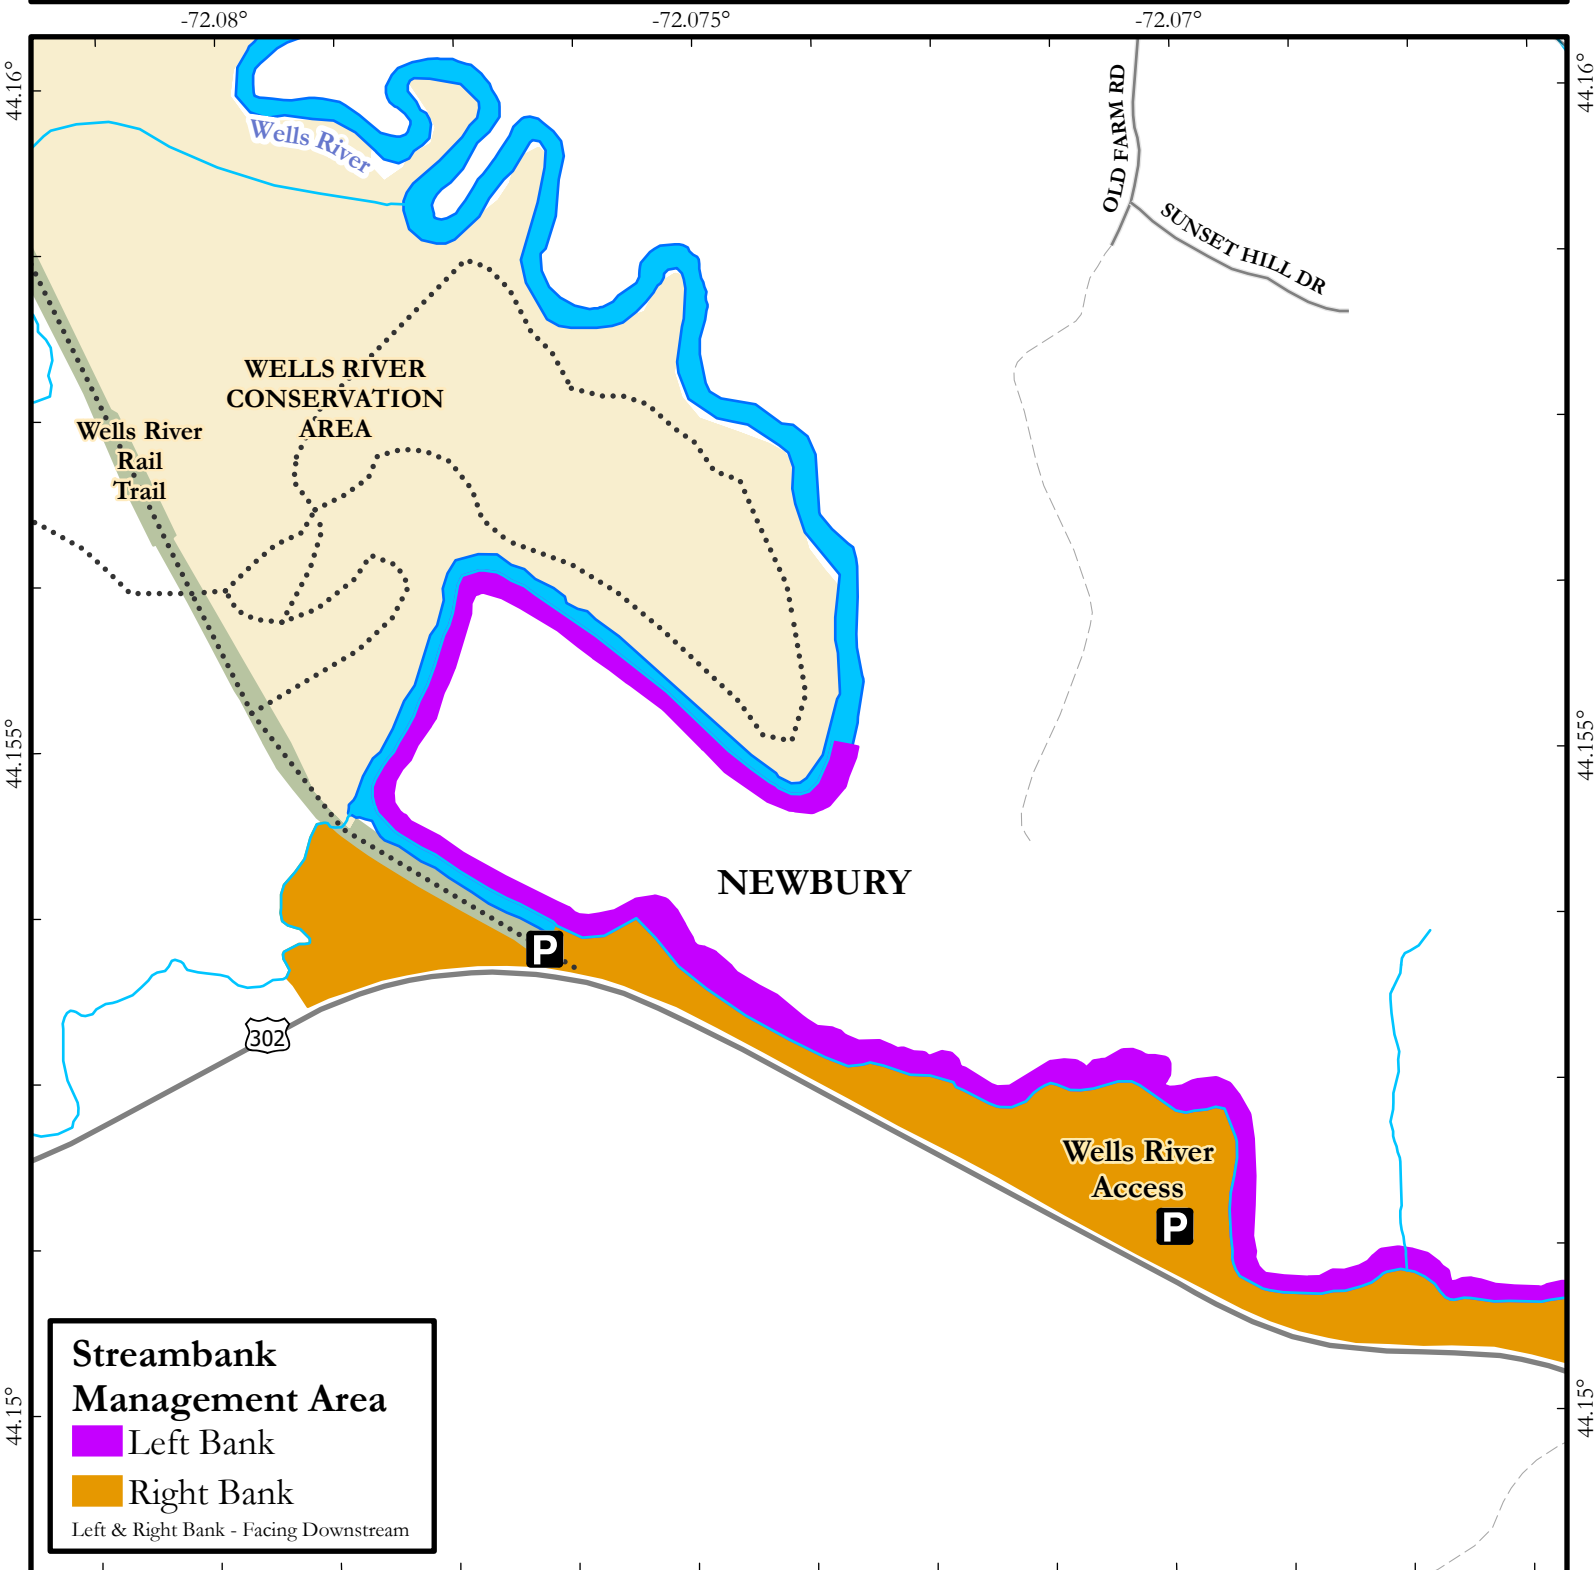 -72.08°
-72.075°
-72.07°
44.16°
44.16°
Wells River
OLD FARM RD
SUNSET HILL DR
WELLS RIVER
CONSERVATION
AREA
Wells River
Rail
Trail
44.155°
44.155°
NEWBURY
P
302
Wells River
Access
P
44.15°
44.15°
Streambank
Management Area
Left Bank
Right Bank
Left & Right Bank - Facing Downstream